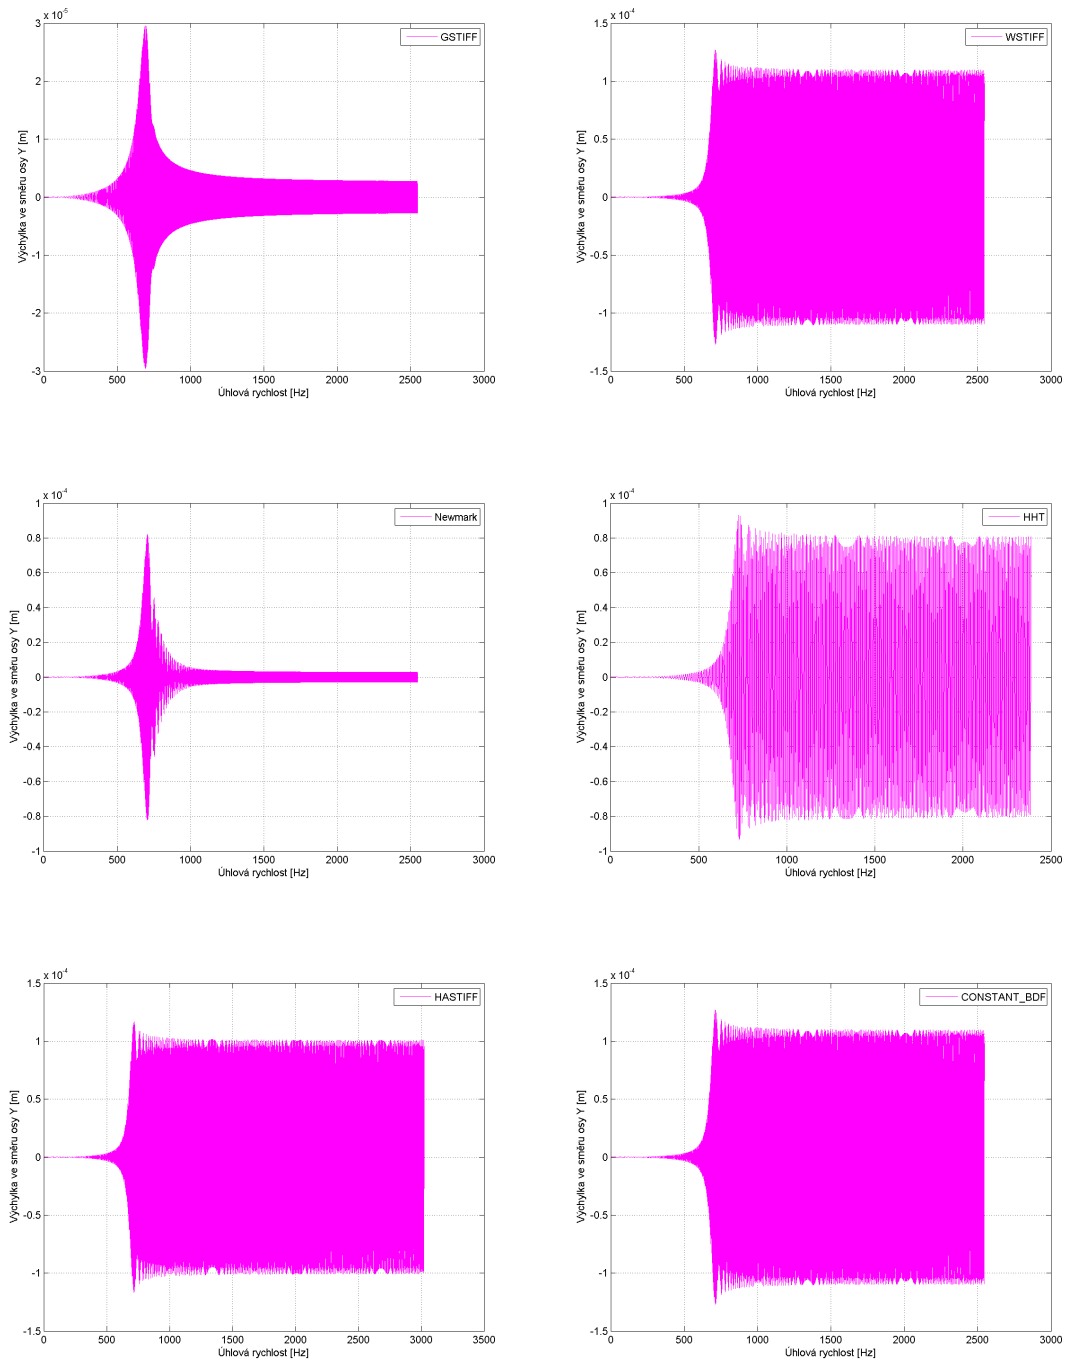 x 10-5
3
2
1
0
-1
-2
-3
0 500 1000 1500 2000 2500 3000
Úhlová rychlost [Hz]
Výchylka ve směru osy Y [m]
GSTIFF
x 10-4
1.5
1
0.5
0
-0.5
-1
-1.5
0 500 1000 1500 2000 2500 3000
Úhlová rychlost [Hz]
Výchylka ve směru osy Y [m]
WSTIFF
x 10-4
1
0.8
0.6
0.4
0.2
0
-0.2
-0.4
-0.6
-0.8
-1
0 500 1000 1500 2000 2500 3000
Úhlová rychlost [Hz]
Výchylka ve směru osy Y [m]
Newmark
x 10-4
1
0.8
0.6
0.4
0.2
0
-0.2
-0.4
-0.6
-0.8
-1
0 500 1000 1500 2000 2500
Úhlová rychlost [Hz]
Výchylka ve směru osy Y [m]
HHT
x 10-4
1.5
1
0.5
0
-0.5
-1
-1.5
0 500 1000 1500 2000 2500 3000 3500
Úhlová rychlost [Hz]
Výchylka ve směru osy Y [m]
HASTIFF
x 10-4
1.5
1
0.5
0
-0.5
-1
-1.5
0 500 1000 1500 2000 2500 3000
Úhlová rychlost [Hz]
Výchylka ve směru osy Y [m]
CONSTANT_BDF